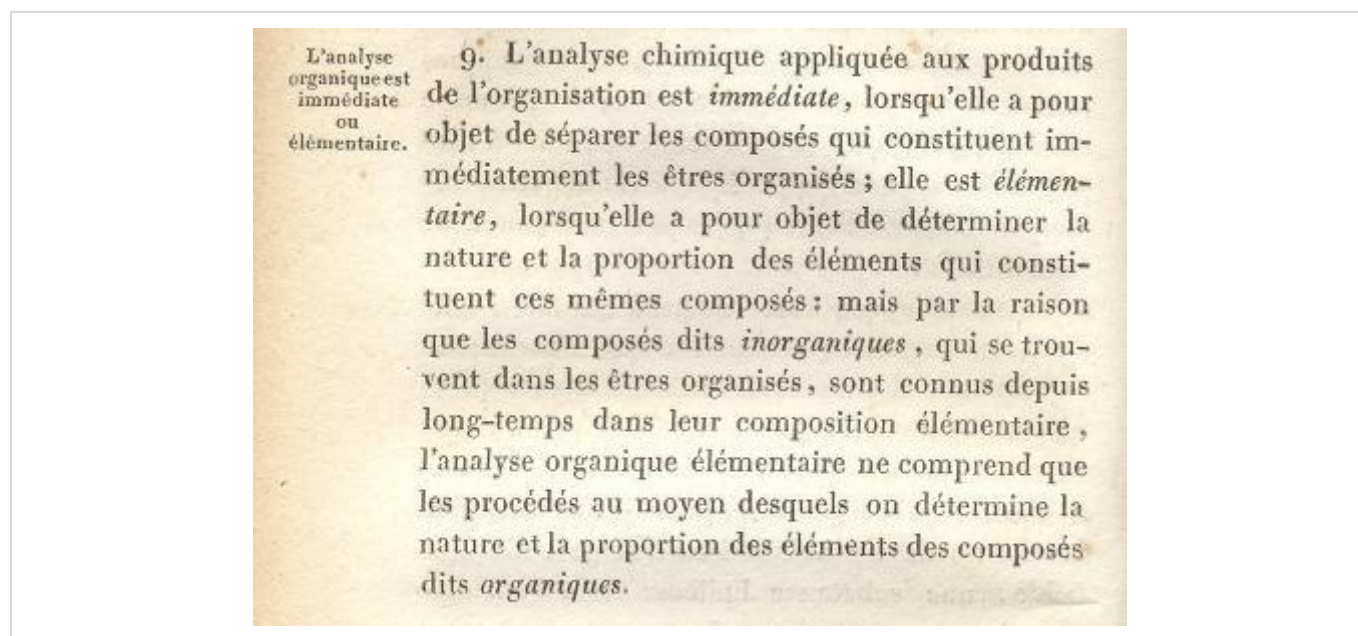 L'analyse
organique est
immédiate
ou
élémentaire.
9. L'analyse chimique appliquée aux produits
de l'organisation est immédiate, lorsqu'elle a pour
objet de séparer les composés qui constituent im-
médiatement les êtres organisés ; elle est élémen-
taire, lorsqu'elle a pour objet de déterminer la
nature et la proportion des éléments qui consti-
tuent ces mêmes composés : mais par la raison
que les composés dits inorganiques , qui se trou-
vent dans les êtres organisés , sont connus depuis
long-temps dans leur composition élémentaire ,
l'analyse organique élémentaire ne comprend que
les procédés au moyen desquels on détermine la
nature et la proportion des éléments des composés
dits organiques.